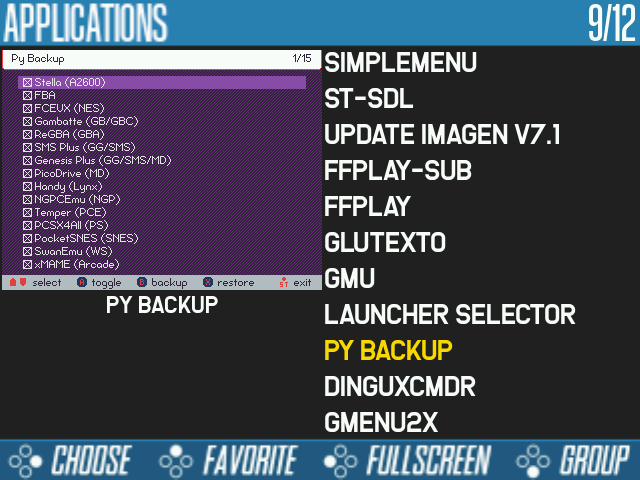 APPLICATIONS
9/12
Py Backup
1/15
Stella (A2600)
FBA
FCEUX (NES)
Gambatte (GB/GBC)
ReGBA (GBA)
SMS Plus (GG/SMS)
Genesis Plus (GG/SMS/MD)
PicoDrive (MD)
Handy (Lynx)
NGPCEmu (NGP)
Temper (PCE)
PCSX4All (PS)
PocketSNES (SNES)
SwanEmu (WS)
xMAME (Arcade)
select A toggle B backup X restore ST exit
PY BACKUP
SIMPLEMENU
ST-SDL
UPDATE IMAGEN V7.1
FFPLAY-SUB
FFPLAY
GLUTEXTO
GMU
LAUNCHER SELECTOR
PY BACKUP
DINGUXCMDR
GMENU2X
CHOOSE FAVORITE FULLSCREEN GROUP